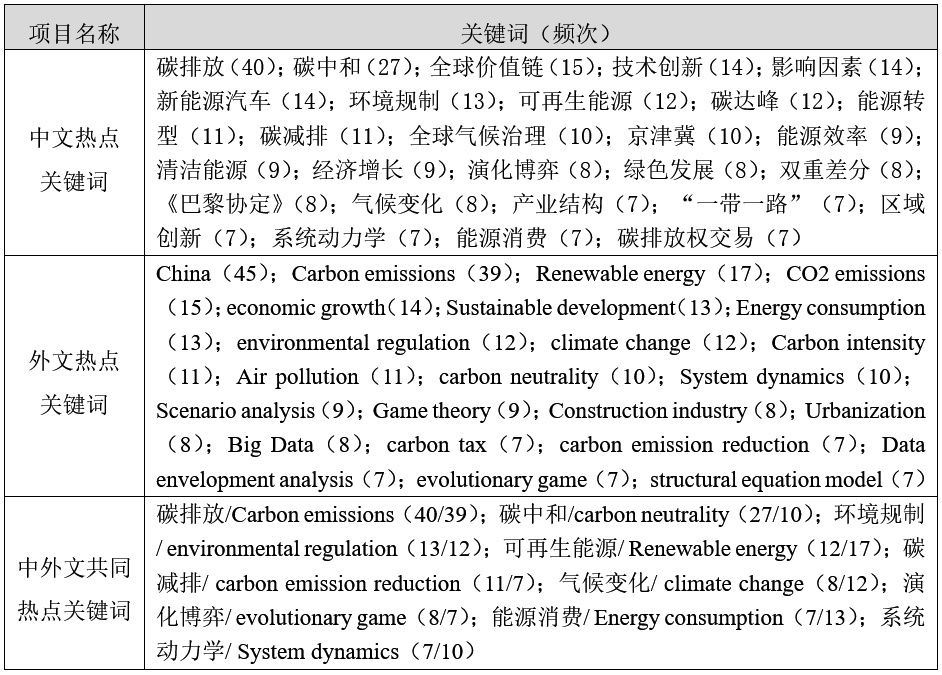 项目名称
关键词（频次）
中文热点
关键词
碳排放（40）；碳中和（27）；全球价值链（15）；技术创新（14）；影响因素（14）；
新能源汽车（14）；环境规制（13）；可再生能源（12）；碳达峰（12）；能源转
型（11）；碳减排（11）；全球气候治理（10）；京津冀（10）；能源效率（9）；
清洁能源（9）；经济增长（9）；演化博弈（8）；绿色发展（8）；双重差分（8）；
《巴黎协定》（8）；气候变化（8）；产业结构（7）；“一带一路”（7）；区域
创新（7）；系统动力学（7）；能源消费（7）；碳排放权交易（7）
外文热点
关键词
China（45）；Carbon emissions（39）；Renewable energy（17）；CO2 emissions
（15）；economic growth（14）；Sustainable development（13）；Energy consumption
（13）；environmental regulation（12）；climate change（12）；Carbon intensity
（11）；Air pollution（11）；carbon neutrality（10）；System dynamics（10）；
Scenario analysis（9）；Game theory（9）；Construction industry（8）；Urbanization
（8）；Big Data（8）；carbon tax（7）；carbon emission reduction（7）；Data
envelopment analysis（7）；evolutionary game（7）；structural equation model（7）
中外文共同
热点关键词
碳排放/Carbon emissions（40/39）；碳中和/carbon neutrality（27/10）；环境规制
/ environmental regulation（13/12）；可再生能源/ Renewable energy（12/17）；碳
减排/ carbon emission reduction（11/7）；气候变化/ climate change（8/12）；演
化博弈/ evolutionary game（8/7）；能源消费/ Energy consumption（7/13）；系统
动力学/ System dynamics（7/10）